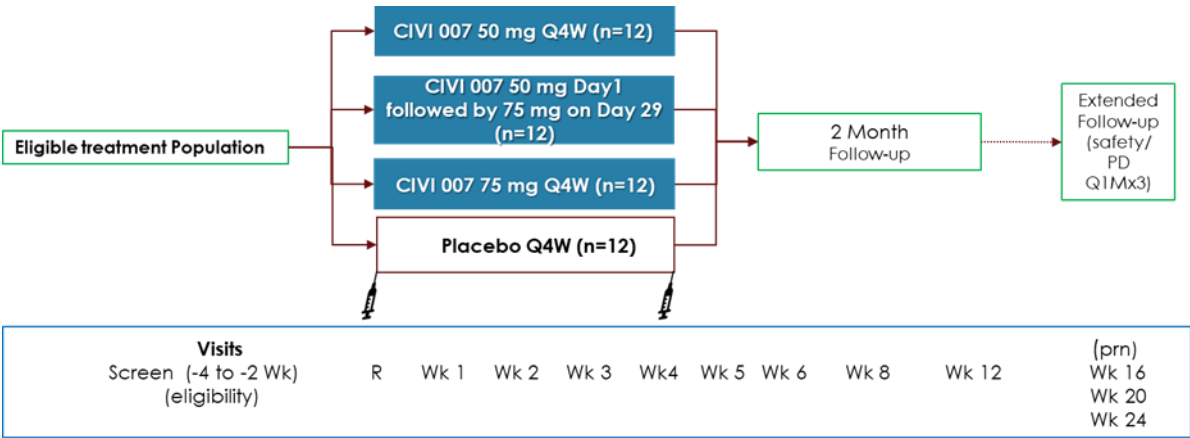 CIVI 007 50 mg Q4W (n=12)
CIVI 007 50 mg Day1
followed by 75 mg on Day 29
(n=12)
Eligible treatment Population
CIVI 007 75 mg Q4W (n=12)
Placebo Q4W (n=12)
2 Month
Follow-up
Extended
Follow-up
(safety/
PD
Q1Mx3)
Visits
Screen (-4 to -2 Wk)
(eligibility)
R Wk 1 Wk 2 Wk 3 Wk4 Wk 5 Wk 6 Wk 8 Wk 12
(prn)
Wk 16
Wk 20
Wk 24